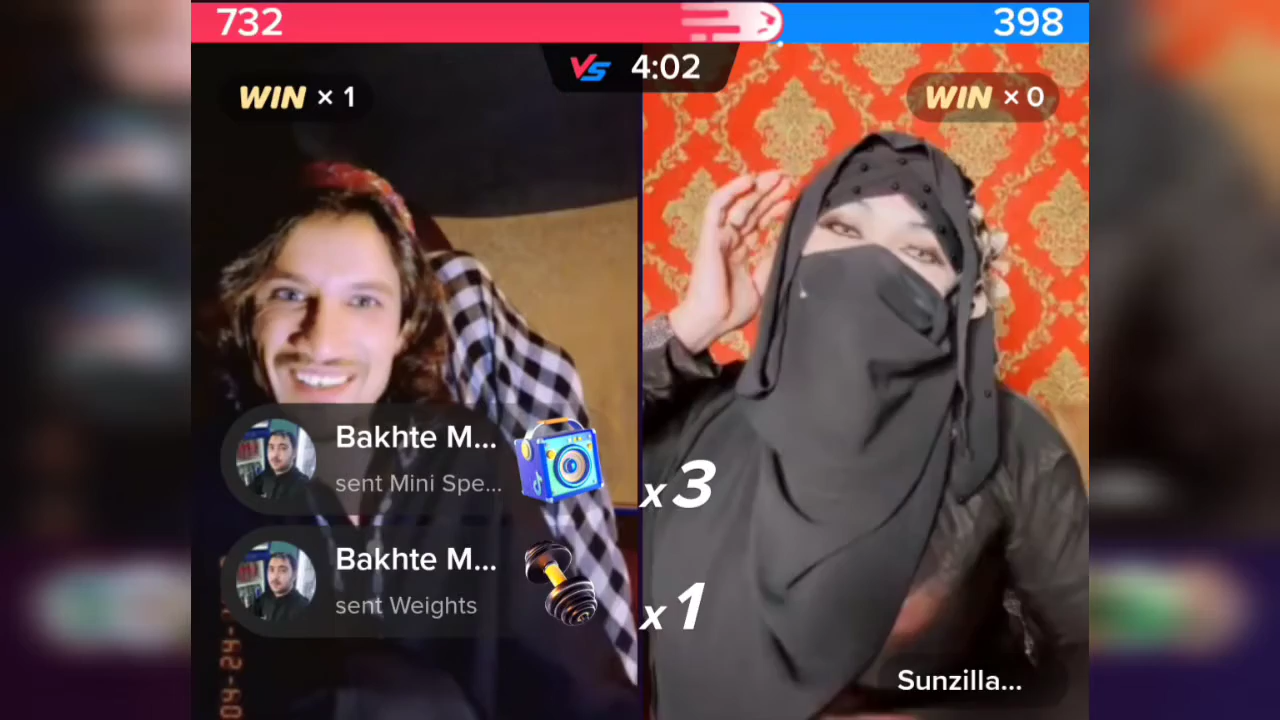 732
398
VS 4:02
WIN × 1
WIN × 0
Bakhte M...
sent Mini Spe...
x3
Bakhte M...
sent Weights
x1
Sunzilla...